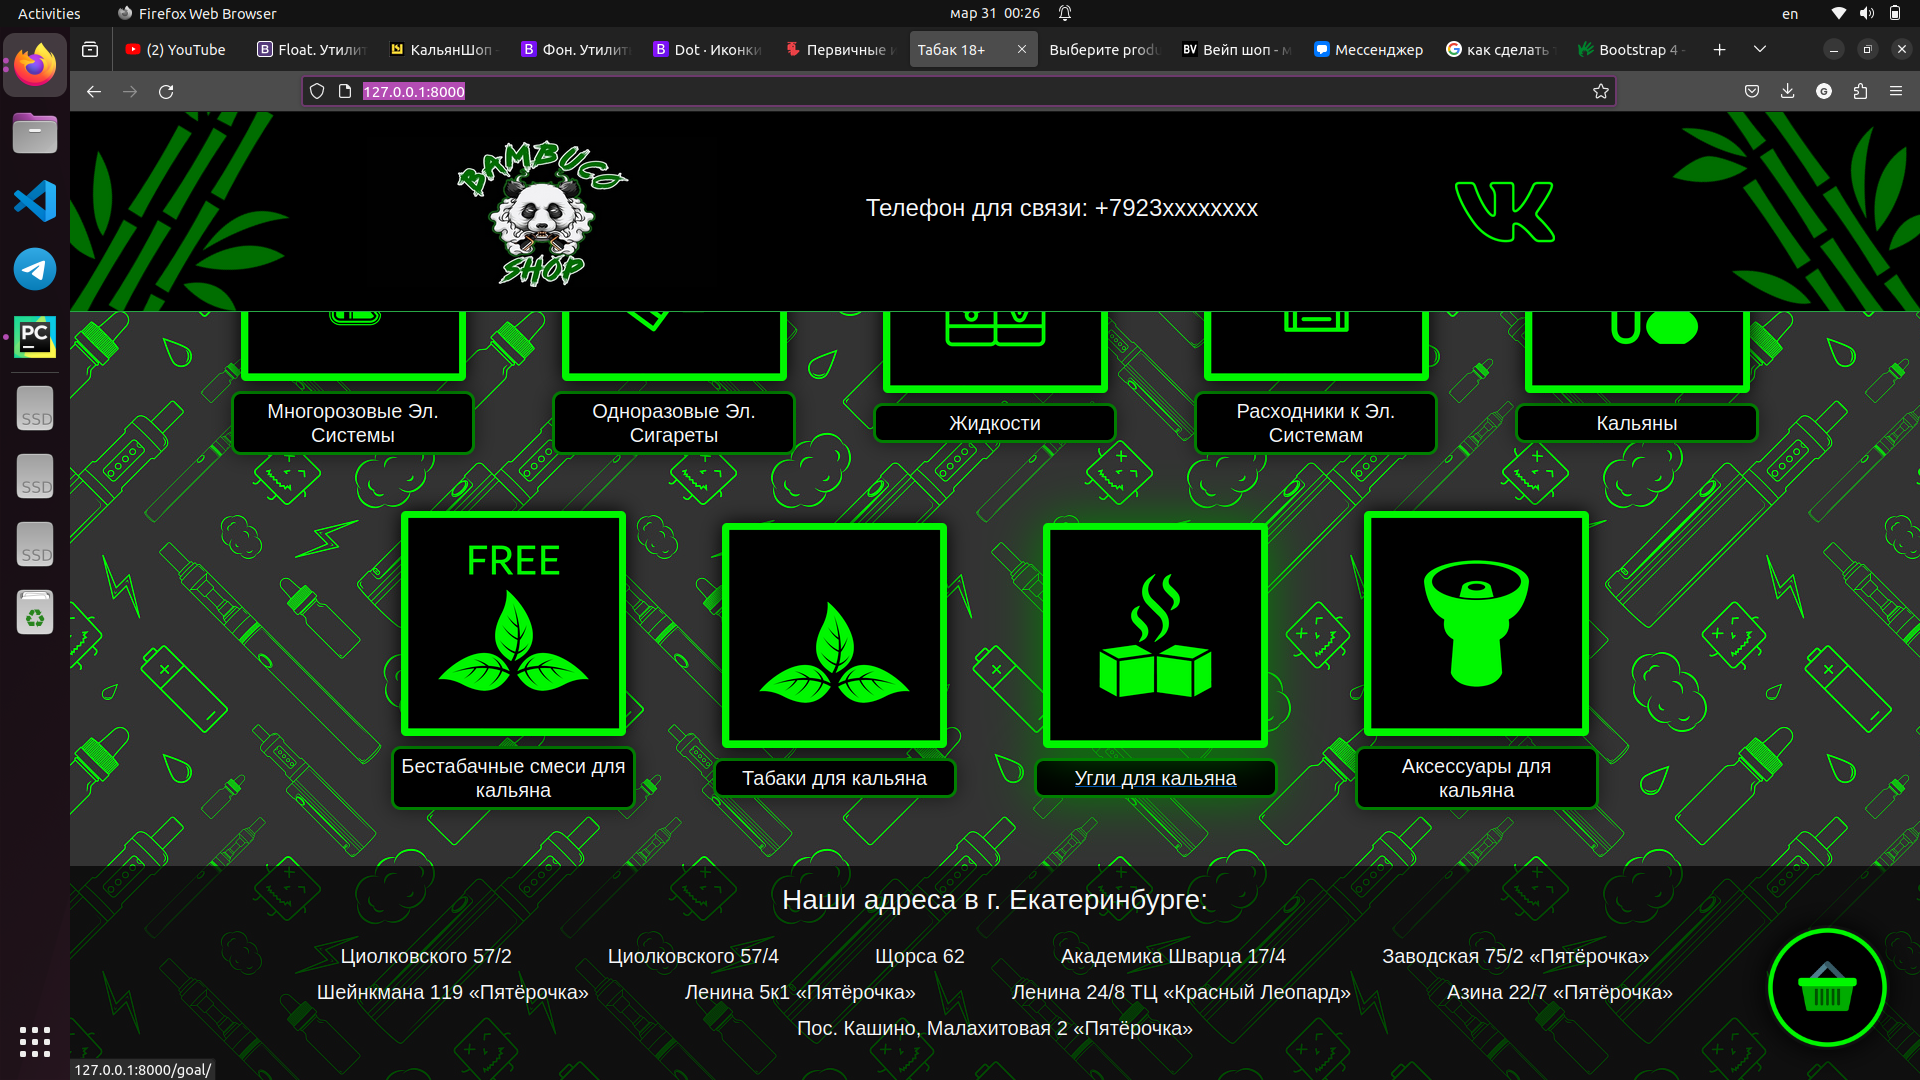 Activities
Firefox Web Browser
мар 31 00:26
en
(2) YouTube
Float. Утилит
КальянШоп -
Фон. Утилит
Dot · Иконки
Первичные и
Табак 18+
Выберите produ
Вейп шоп - м
Мессенджер
как сделать т
Bootstrap 4 -
127.0.0.1:8000
BAMBUCO
SHOP
Телефон для связи: +7923xxxxxxxx
Многорозовые Эл.
Системы
Одноразовые Эл.
Сигареты
Жидкости
Расходники к Эл.
Системам
Кальяны
SSD
SSD
SSD
FREE
Бестабачные смеси для
кальяна
Табаки для кальяна
Угли для кальяна
Аксессуары для
кальяна
Наши адреса в г. Екатеринбурге:
Циолковского 57/2
Циолковского 57/4
Щорса 62
Академика Шварца 17/4
Заводская 75/2 «Пятёрочка»
Шейнкмана 119 «Пятёрочка»
Ленина 5к1 «Пятёрочка»
Ленина 24/8 ТЦ «Красный Леопард»
Азина 22/7 «Пятёрочка»
Пос. Кашино, Малахитовая 2 «Пятёрочка»
127.0.0.1:8000/goal/